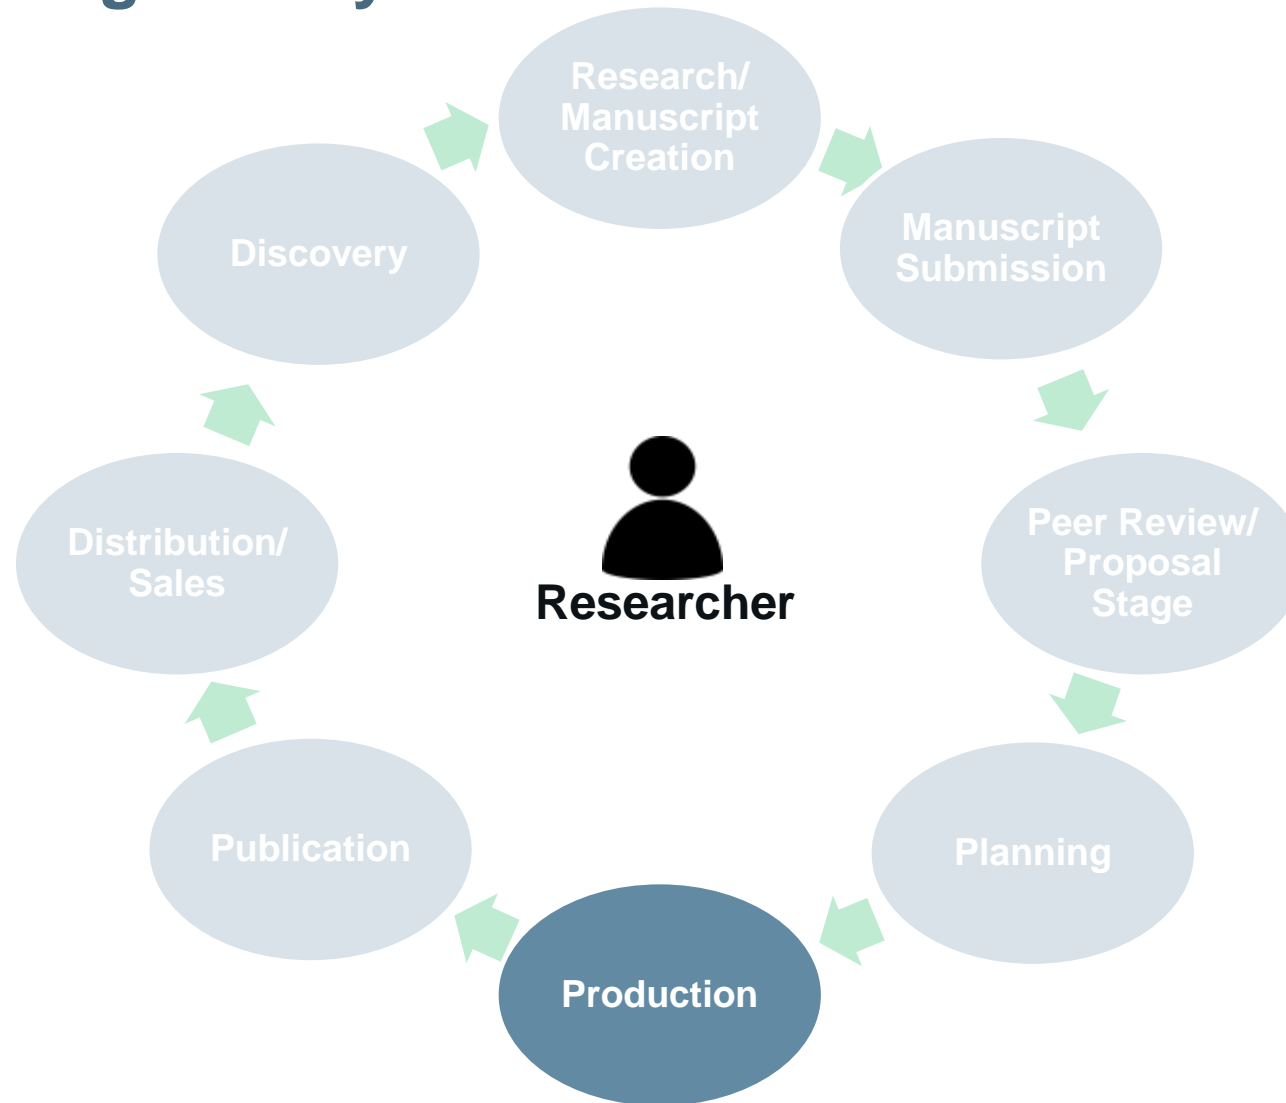 Research/
Manuscript
Creation
Manuscript
Submission
Peer Review/
Proposal
Stage
Planning
Production
Publication
Distribution/
Sales
Discovery
Researcher